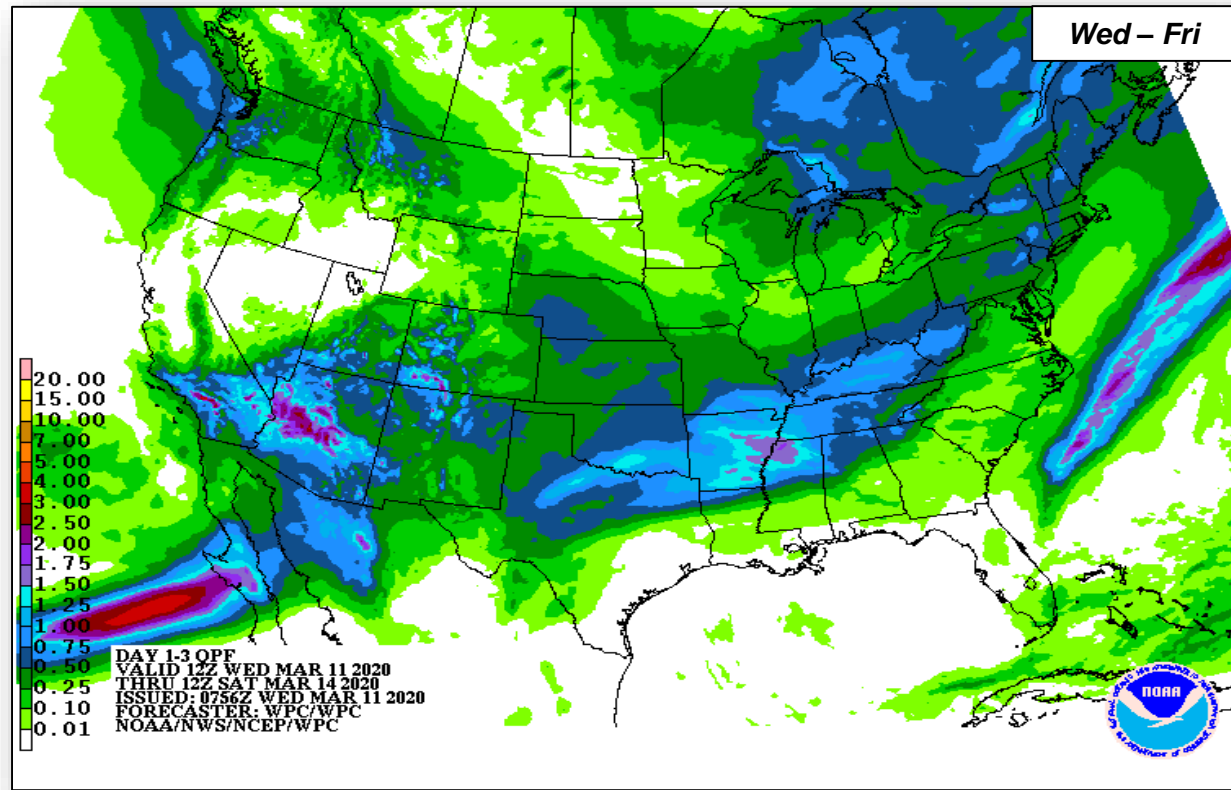 Wed – Fri
20.00
15.00
10.00
7.00
5.00
4.00
3.00
2.50
2.00
1.75
1.50
1.25
1.00
0.75
0.50
0.25
0.10
0.01
DAY 1-3 QPF
VALID 12Z WED MAR 11 2020
THRU 12Z SAT MAR 14 2020
ISSUED: 0756Z WED MAR 11 2020
FORECASTER: WPC/WPC
NOAA/NWS/NCEP/WPC
NOAA